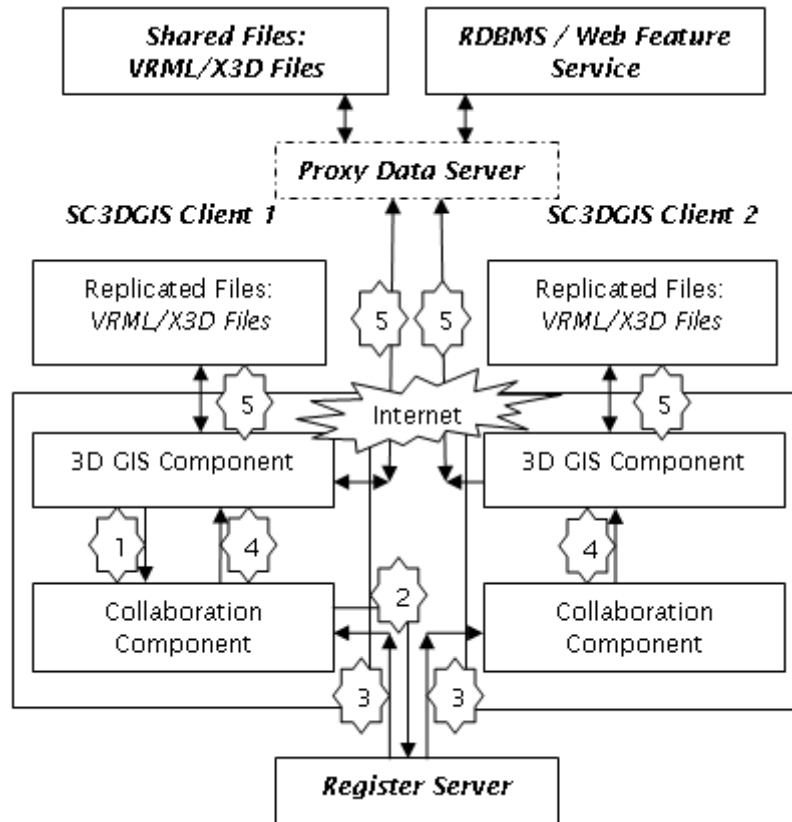 Shared Files:
VRML/X3D Files
RDBMS / Web Feature
Service
Proxy Data Server
SC3DGIS Client 1
SC3DGIS Client 2
Replicated Files:
VRML/X3D Files
Replicated Files:
VRML/X3D Files
5
5
5
5
Internet
3D GIS Component
3D GIS Component
1
4
4
Collaboration
Component
2
Collaboration
Component
3
3
Register Server